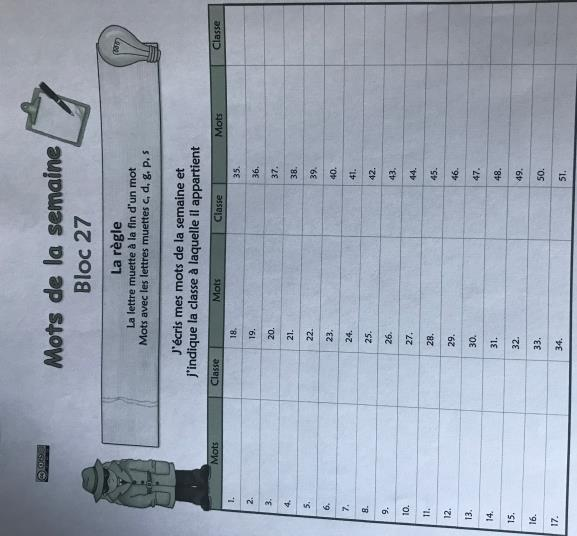 Mots de la semaine
Bloc 27
La règle
La lettre muette à la fin d'un mot
Mots avec les lettres muettes c, d, g, p, s
J'écris mes mots de la semaine et
j'indique la classe à laquelle il appartient
Mots Classe Mots Classe Mots Classe
1. 18. 35.
2. 19. 36.
3. 20. 37.
4. 21. 38.
5. 22. 39.
6. 23. 40.
7. 24. 41.
8. 25. 42.
9. 26. 43.
10. 27. 44.
11. 28. 45.
12. 29. 46.
13. 30. 47.
14. 31. 48.
15. 32. 49.
16. 33. 50.
17. 34. 51.